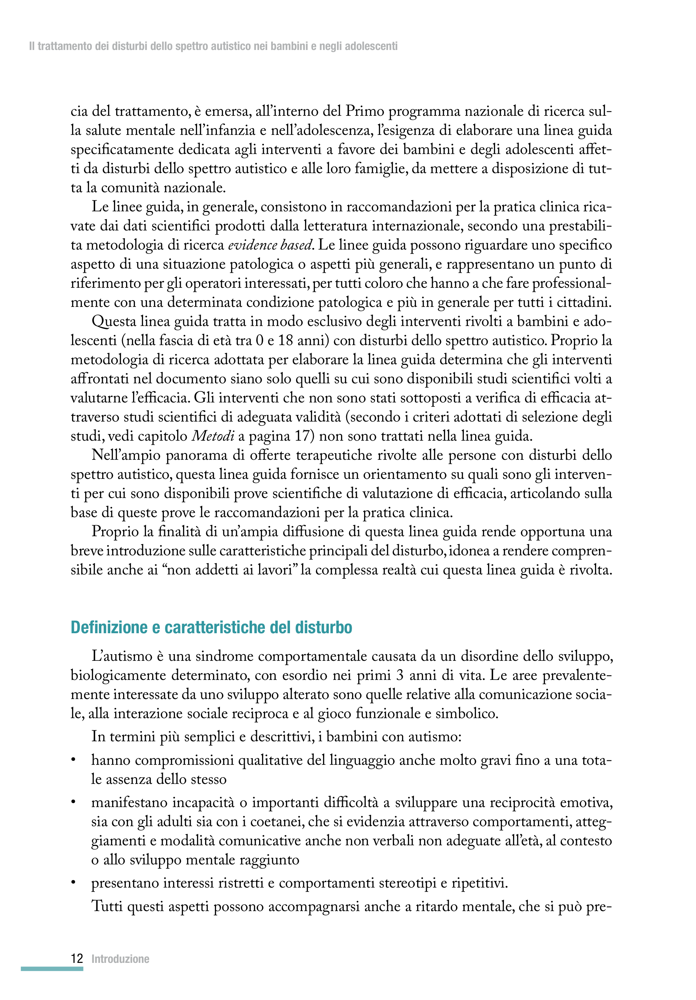 Il trattamento dei disturbi dello spettro autistico nei bambini e negli adolescenti
cia del trattamento, è emersa, all’interno del Primo programma nazionale di ricerca sul-
la salute mentale nell’infanzia e nell’adolescenza, l’esigenza di elaborare una linea guida
specificatamente dedicata agli interventi a favore dei bambini e degli adolescenti affet-
ti da disturbi dello spettro autistico e alle loro famiglie, da mettere a disposizione di tut-
ta la comunità nazionale.
Le linee guida, in generale, consistono in raccomandazioni per la pratica clinica rica-
vate dai dati scientifici prodotti dalla letteratura internazionale, secondo una prestabili-
ta metodologia di ricerca evidence based. Le linee guida possono riguardare uno specifico
aspetto di una situazione patologica o aspetti più generali, e rappresentano un punto di
riferimento per gli operatori interessati, per tutti coloro che hanno a che fare professional-
mente con una determinata condizione patologica e più in generale per tutti i cittadini.
Questa linea guida tratta in modo esclusivo degli interventi rivolti a bambini e ado-
lescenti (nella fascia di età tra 0 e 18 anni) con disturbi dello spettro autistico. Proprio la
metodologia di ricerca adottata per elaborare la linea guida determina che gli interventi
affrontati nel documento siano solo quelli su cui sono disponibili studi scientifici volti a
valutarne l’efficacia. Gli interventi che non sono stati sottoposti a verifica di efficacia at-
traverso studi scientifici di adeguata validità (secondo i criteri adottati di selezione degli
studi, vedi capitolo Metodi a pagina 17) non sono trattati nella linea guida.
Nell’ampio panorama di offerte terapeutiche rivolte alle persone con disturbi dello
spettro autistico, questa linea guida fornisce un orientamento su quali sono gli interven-
ti per cui sono disponibili prove scientifiche di valutazione di efficacia, articolando sulla
base di queste prove le raccomandazioni per la pratica clinica.
Proprio la finalità di un’ampia diffusione di questa linea guida rende opportuna una
breve introduzione sulle caratteristiche principali del disturbo, idonea a rendere compren-
sibile anche ai “non addetti ai lavori” la complessa realtà cui questa linea guida è rivolta.
Definizione e caratteristiche del disturbo
L’autismo è una sindrome comportamentale causata da un disordine dello sviluppo,
biologicamente determinato, con esordio nei primi 3 anni di vita. Le aree prevalente-
mente interessate da uno sviluppo alterato sono quelle relative alla comunicazione socia-
le, alla interazione sociale reciproca e al gioco funzionale e simbolico.
In termini più semplici e descrittivi, i bambini con autismo:
• hanno compromissioni qualitative del linguaggio anche molto gravi fino a una tota-
le assenza dello stesso
• manifestano incapacità o importanti difficoltà a sviluppare una reciprocità emotiva,
sia con gli adulti sia con i coetanei, che si evidenzia attraverso comportamenti, atteg-
giamenti e modalità comunicative anche non verbali non adeguate all’età, al contesto
o allo sviluppo mentale raggiunto
• presentano interessi ristretti e comportamenti stereotipi e ripetitivi.
Tutti questi aspetti possono accompagnarsi anche a ritardo mentale, che si può pre-
12 Introduzione